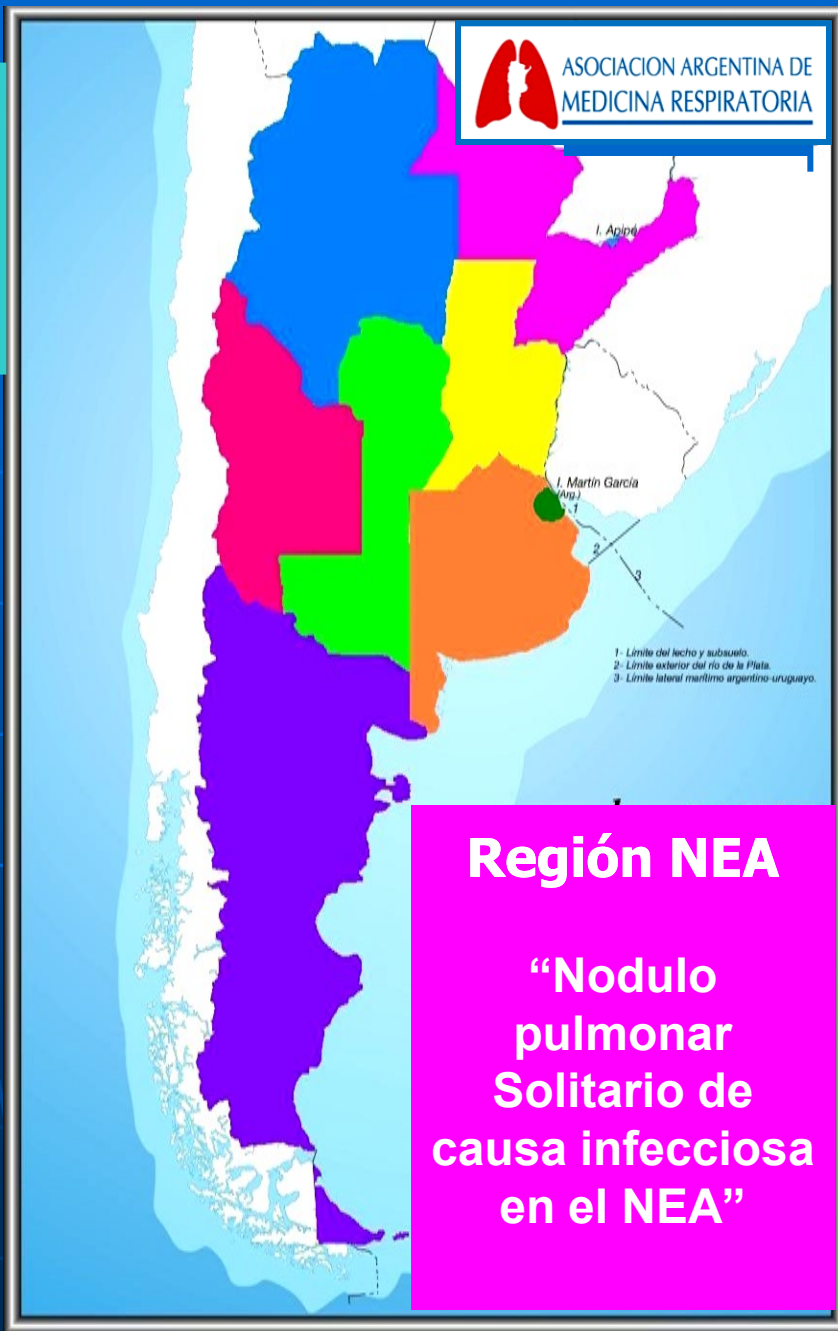 ASOCIACION ARGENTINA DE
MEDICINA RESPIRATORIA
I. Apipé
I. Martín García
(Arg.)
1
2
3
1- Límite del lecho y subsuelo.
2- Límite exterior del río de la Plata.
3- Límite lateral marítimo argentino-uruguayo.
Región NEA
“Nodulo
pulmonar
Solitario de
causa infecciosa
en el NEA”